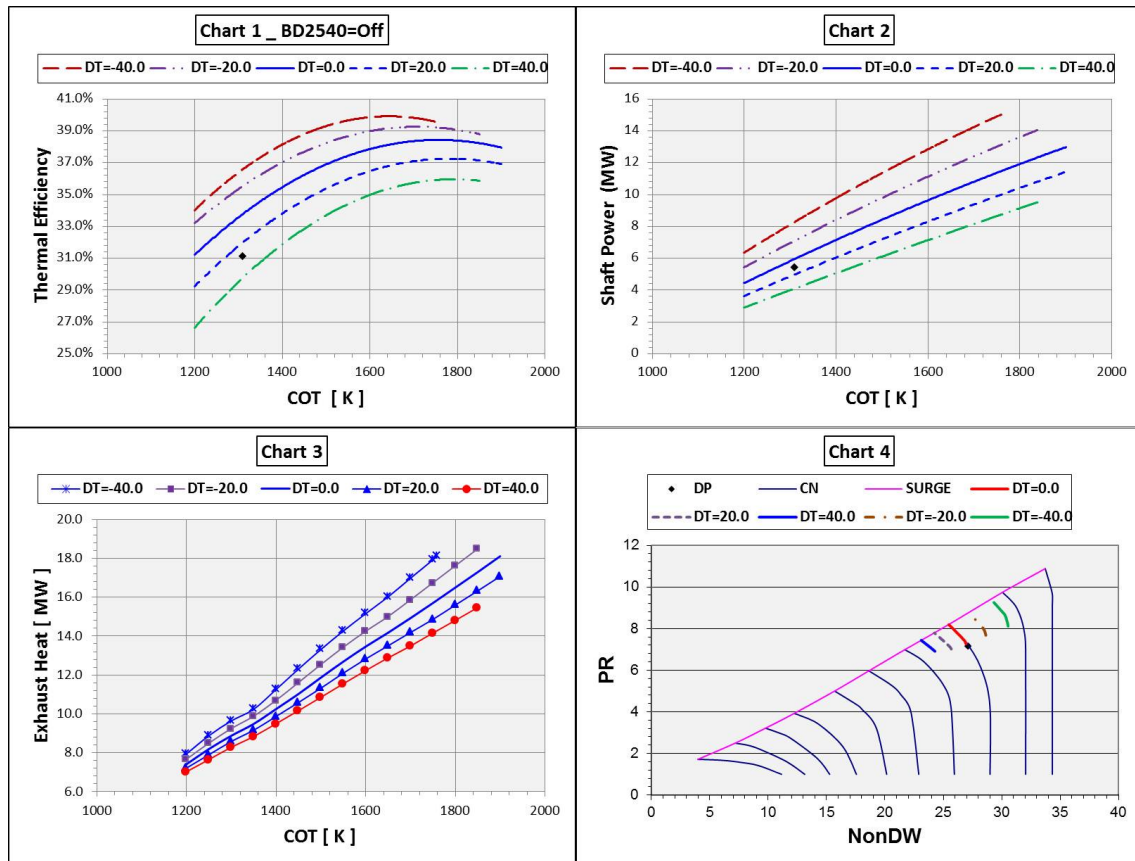 Chart 1 _ BD2540=Off
DT=-40.0 DT=-20.0 DT=0.0 DT=20.0 DT=40.0
41.0%
39.0%
37.0%
35.0%
33.0%
31.0%
29.0%
27.0%
25.0%
Thermal Efficiency
1000 1200 1400 1600 1800 2000
COT [ K ]
Chart 2
DT=-40.0 DT=-20.0 DT=0.0 DT=20.0 DT=40.0
16
14
12
10
8
6
4
2
0
Shaft Power (MW)
1000 1200 1400 1600 1800 2000
COT [ K ]
Chart 3
DT=-40.0 DT=-20.0 DT=0.0 DT=20.0 DT=40.0
20.0
18.0
16.0
14.0
12.0
10.0
8.0
6.0
Exhaust Heat [ MW ]
1000 1200 1400 1600 1800 2000
COT [ K ]
Chart 4
DP CN SURGE DT=0.0
DT=20.0 DT=40.0 DT=-20.0 DT=-40.0
12
10
8
6
4
2
0
PR
0 5 10 15 20 25 30 35 40
NonDW